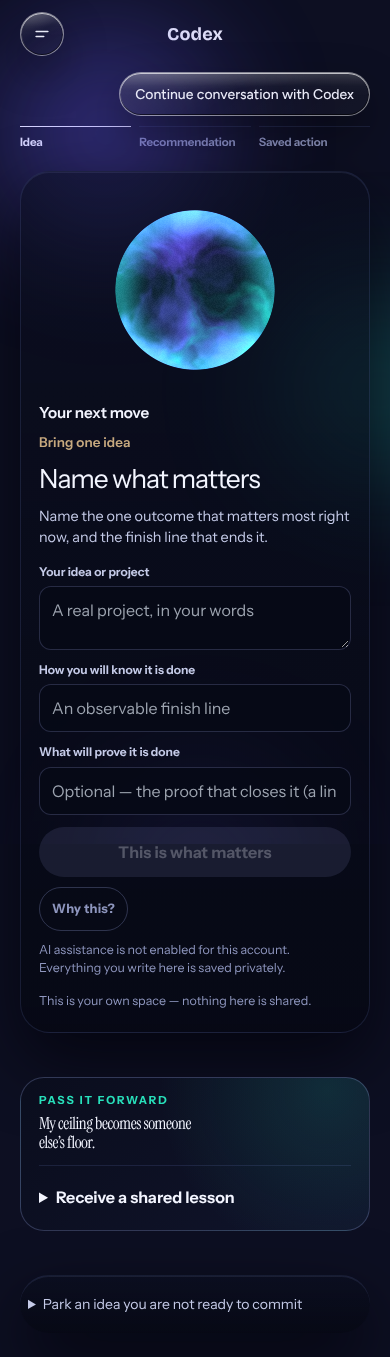 Codex
Continue conversation with Codex
Idea
Recommendation
Saved action
Your next move
Bring one idea
Name what matters
Name the one outcome that matters most right
now, and the finish line that ends it.
Your idea or project
A real project, in your words
How you will know it is done
An observable finish line
What will prove it is done
Optional — the proof that closes it (a lin
This is what matters
Why this?
AI assistance is not enabled for this account.
Everything you write here is saved privately.
This is your own space — nothing here is shared.
PASS IT FORWARD
My ceiling becomes someone
else's floor.
Receive a shared lesson
Park an idea you are not ready to commit